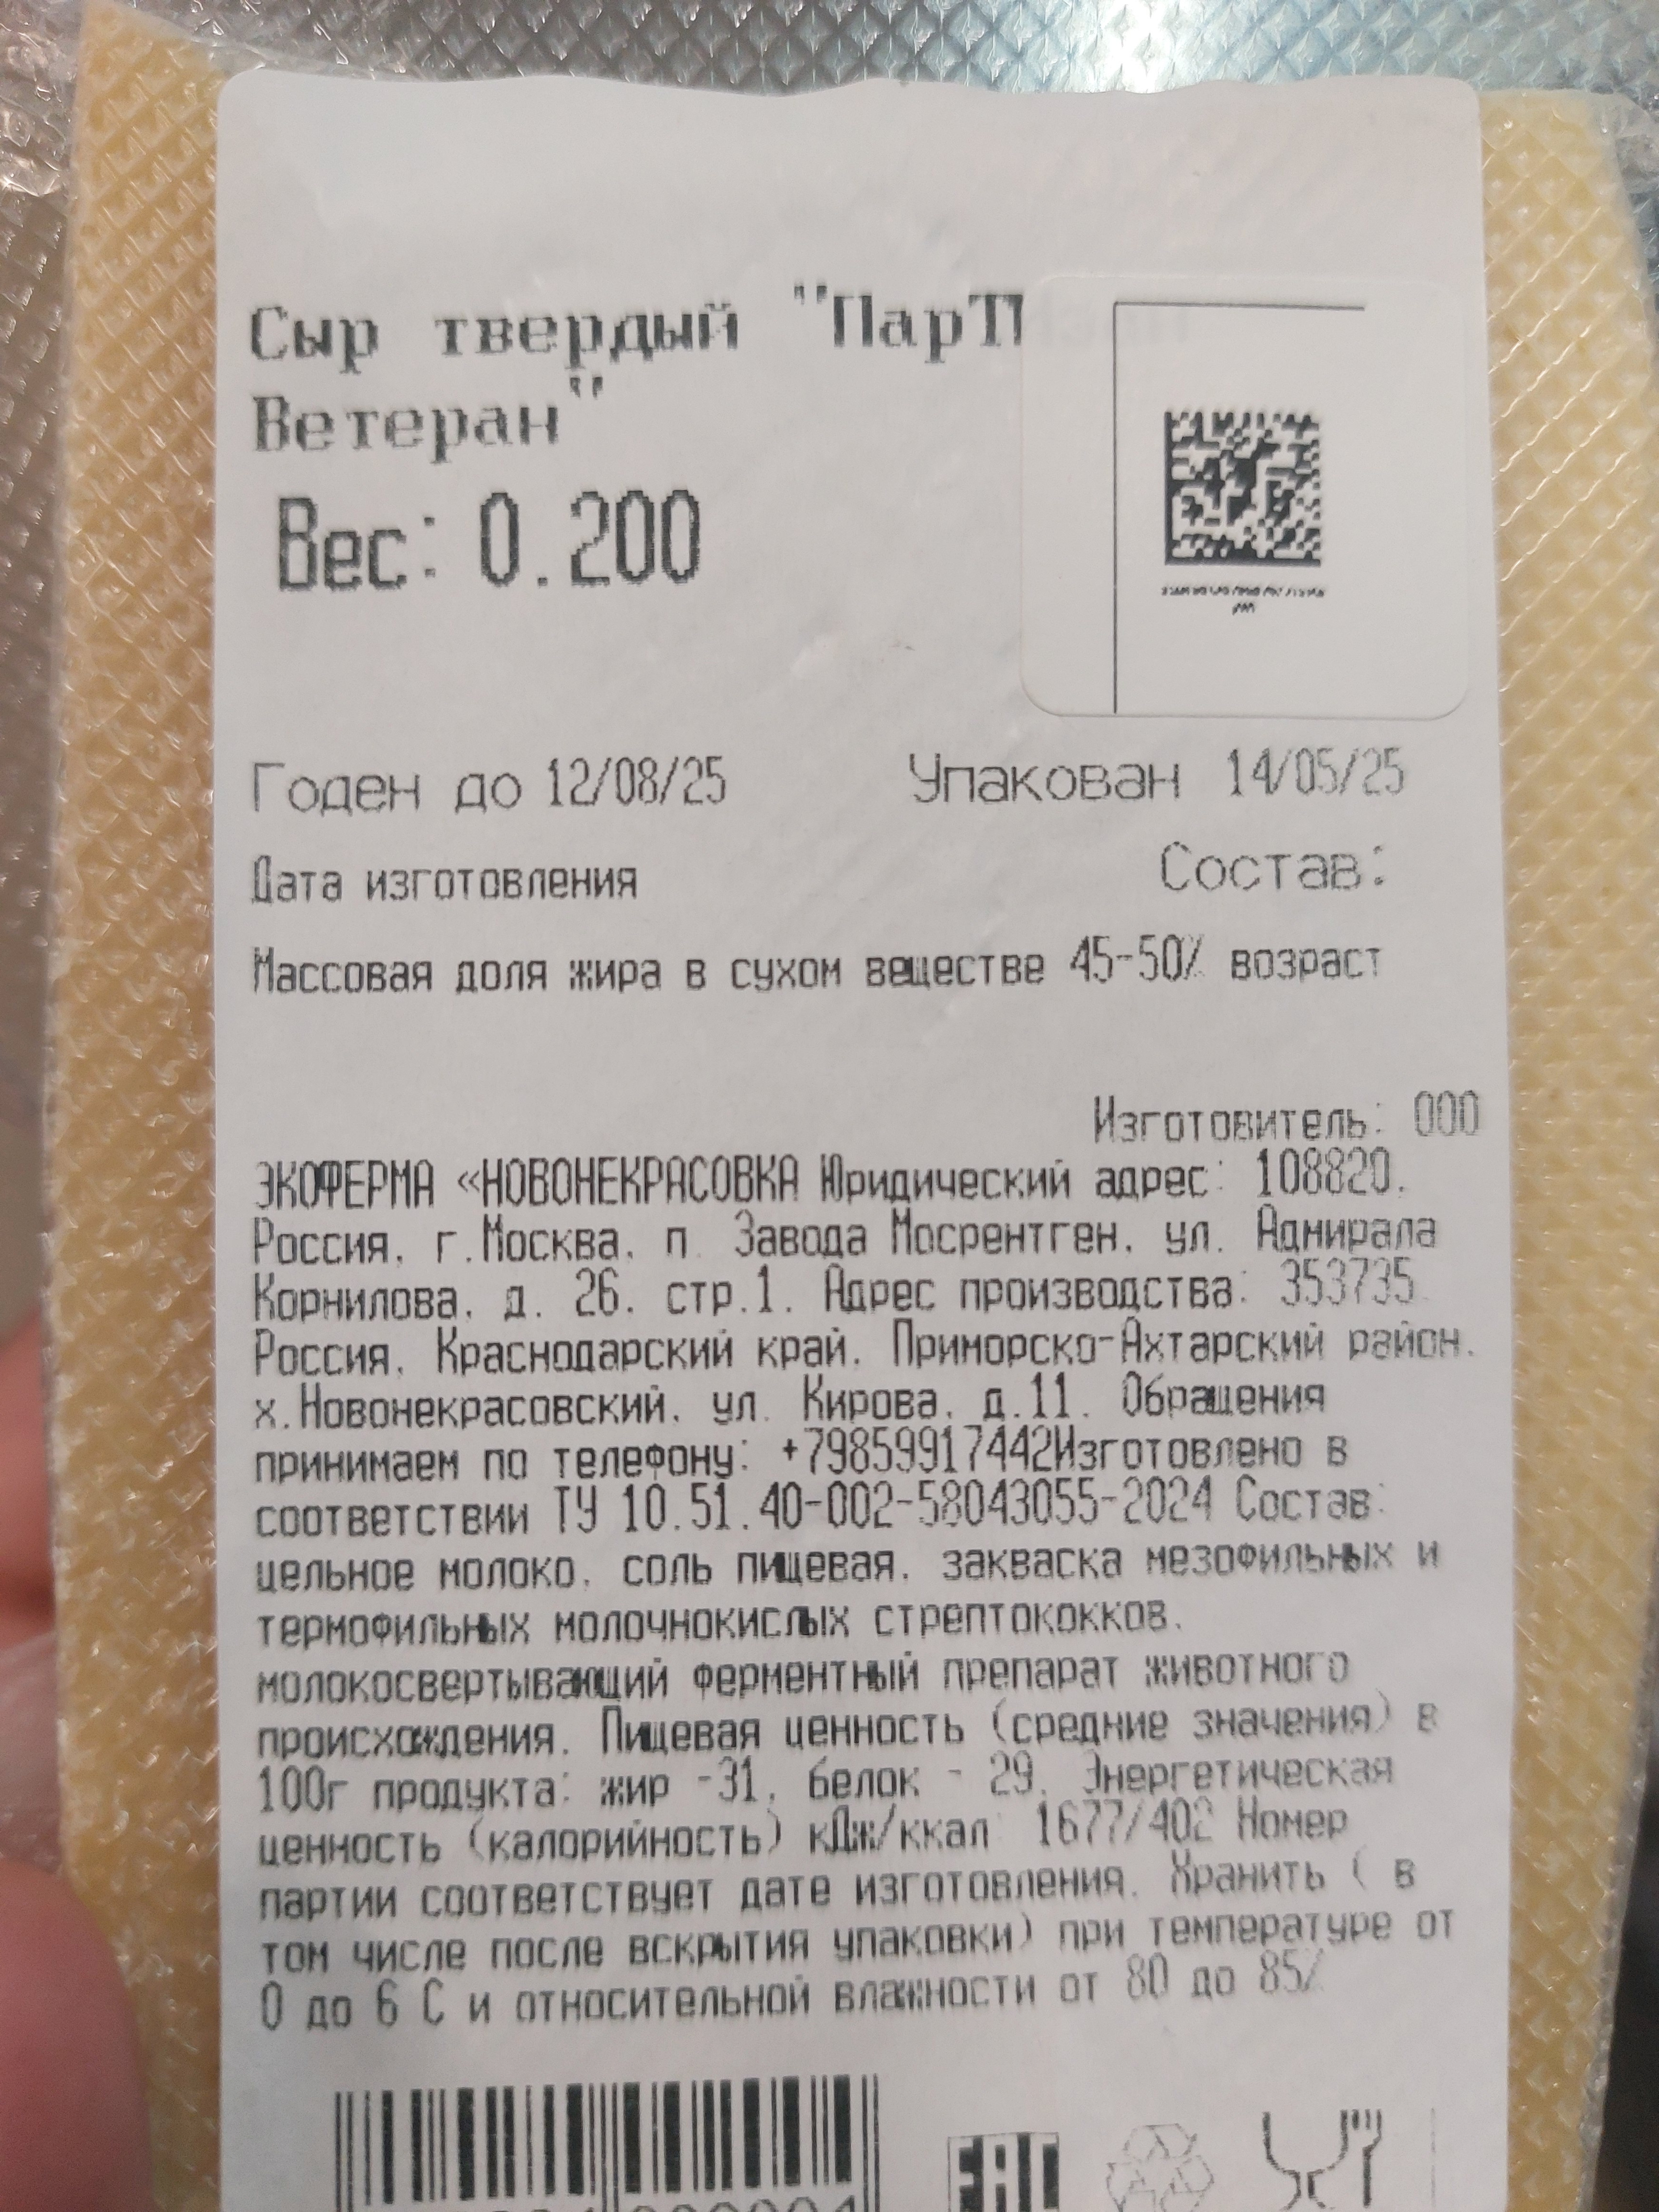 Сыр твердый "ПарТ
Ветеран"
Вес: 0.200
Годен до 12/08/25 Упакован 14/05/25
Дата изготовления Состав:
Массовая доля жира в сухом веществе 45-50% возраст
Изготовитель: ООО
ЭКОФЕРМА «НОВОНЕКРАСОВКА Юридический адрес: 108820,
Россия, г.Москва, п. Завода Мосрентген, ул. Адмирала
Корнилова, д. 26, стр.1. Адрес производства: 353735
Россия, Краснодарский край, Приморско-Ахтарский район,
х.Новонекрасовский, ул. Кирова, д.11. Обращения
принимаем по телефону: +79859917442Изготовлено в
соответствии ТУ 10.51.40-002-58043055-2024 Состав:
цельное молоко, соль пищевая, закваска мезофильных и
термофильных молочнокислых стрептококков,
молокосвертывающий ферментный препарат животного
происхождения. Пищевая ценность (средние значения) в
100г продукта: жир -31, белок - 29. Энергетическая
ценность (калорийность) кДж/ккал: 1677/402 Номер
партии соответствует дате изготовления. Хранить ( в
том числе после вскрытия упаковки) при температуре от
0 до 6 С и относительной влажности от 80 до 85%
EAC